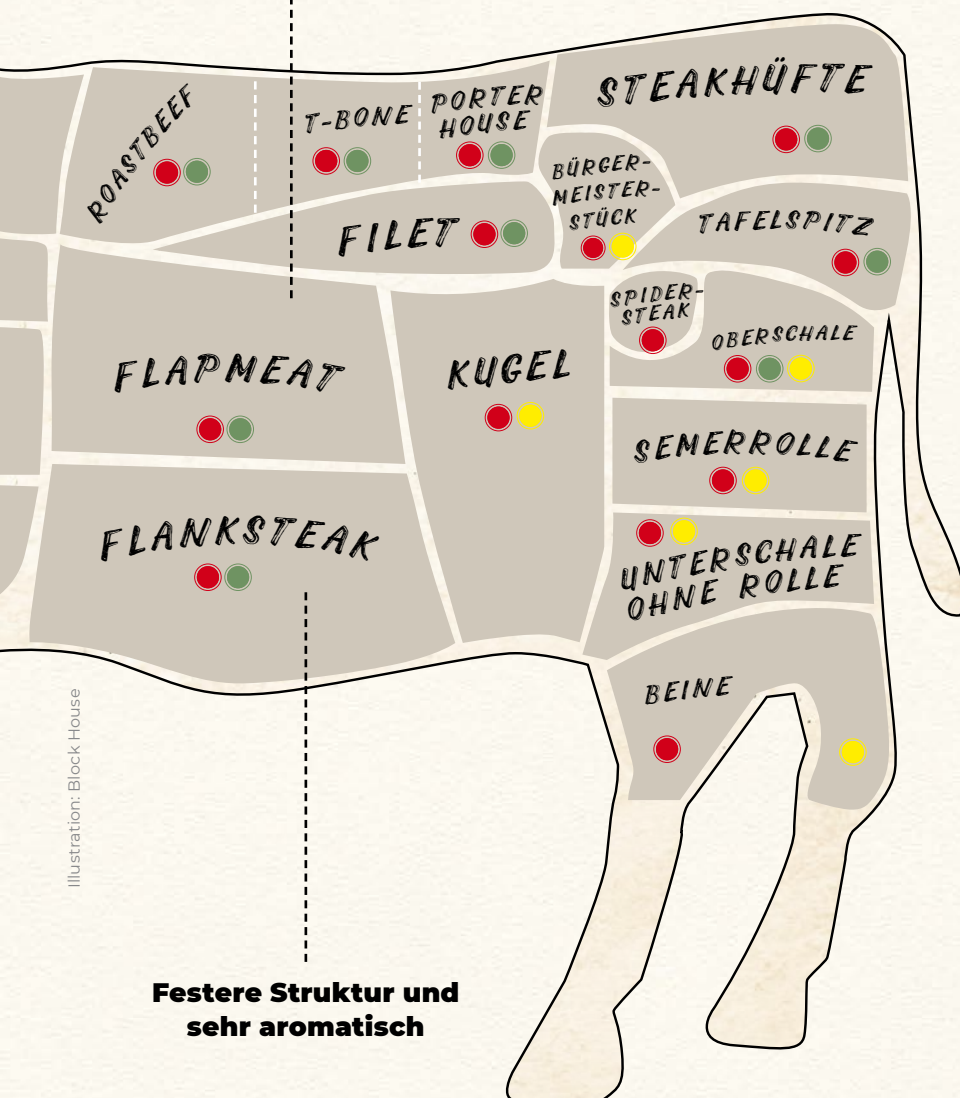 ROASTBEEF
T-BONE
PORTER
HOUSE
STEAKHÜFTE
BÜRGER-
MEISTER-
STÜCK
FILET
TAFELSPITZ
SPIDER-
STEAK
OBERSCHALE
FLAPMEAT
KUGEL
SEMERROLLE
FLANKSTEAK
UNTERSCHALE
OHNE ROLLE
BEINE
Illustration: Block House
Festere Struktur und
sehr aromatisch